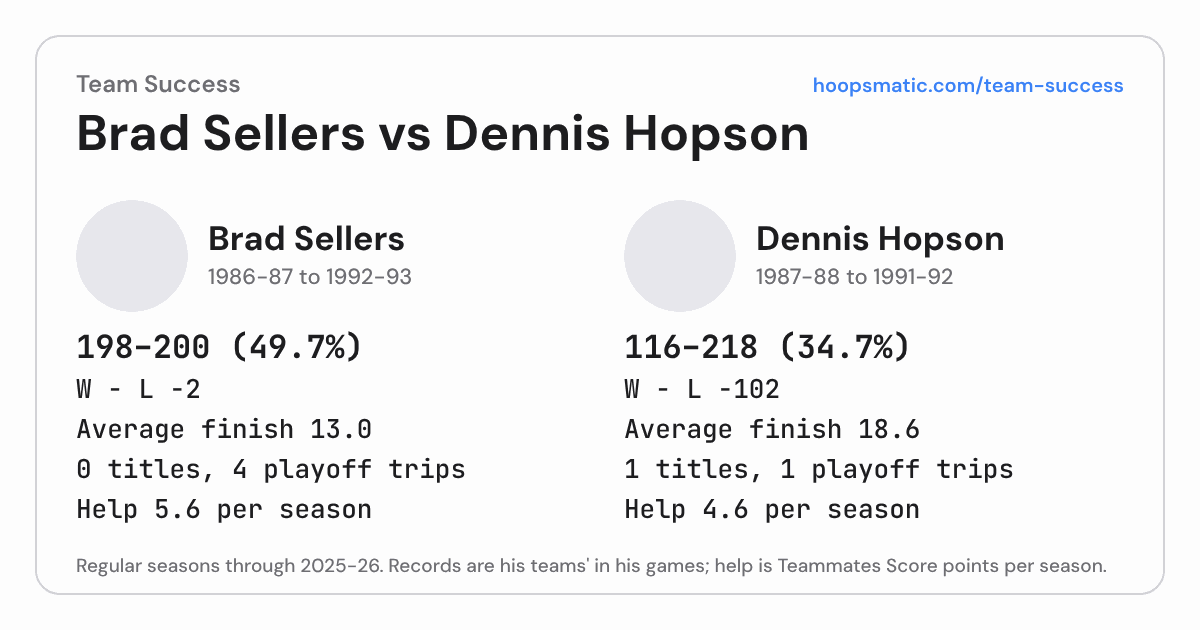 Team Success
hoopsmatic.com/team-success
Brad Sellers vs Dennis Hopson
Brad Sellers
1986-87 to 1992-93
198-200 (49.7%)
W - L -2
Average finish 13.0
0 titles, 4 playoff trips
Help 5.6 per season
Dennis Hopson
1987-88 to 1991-92
116-218 (34.7%)
W - L -102
Average finish 18.6
1 titles, 1 playoff trips
Help 4.6 per season
Regular seasons through 2025-26. Records are his teams' in his games; help is Teammates Score points per season.